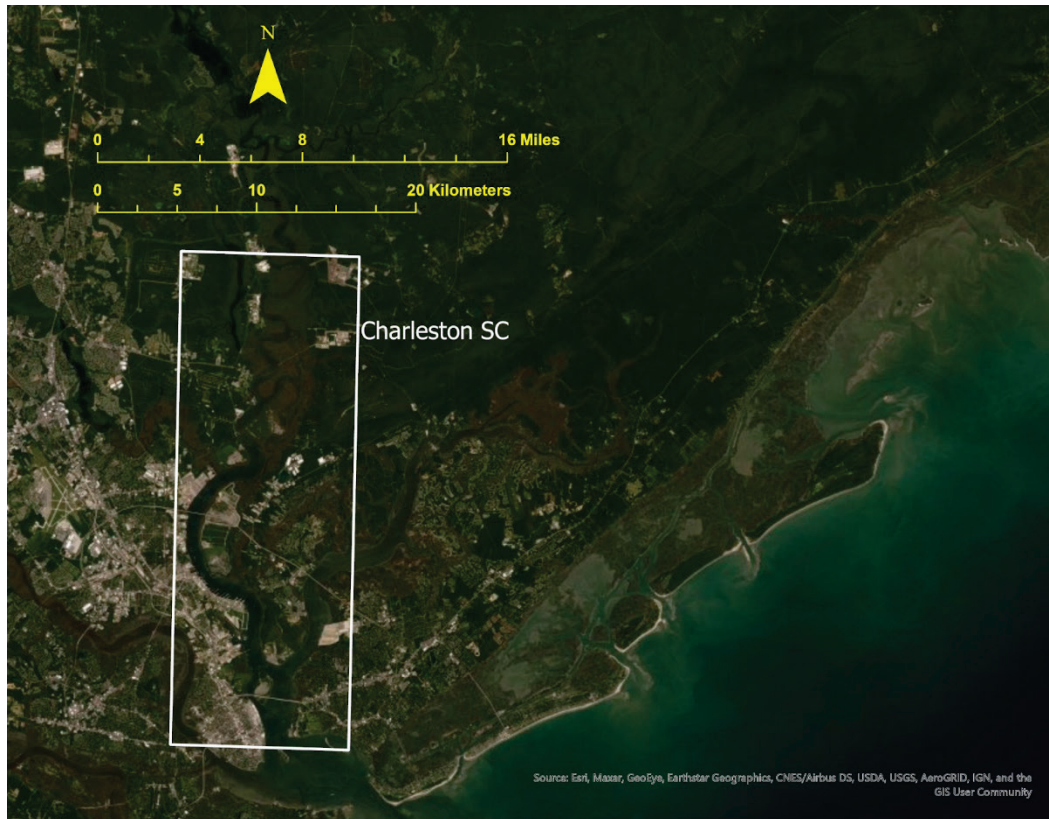 N
0 4 8 16 Miles
0 5 10 20 Kilometers
Charleston SC
Source: Esri, Maxar, GeoEye, Earthstar Geographics, CNES/Airbus DS, USDA, USGS, AeroGRID, IGN, and the
GIS User Community